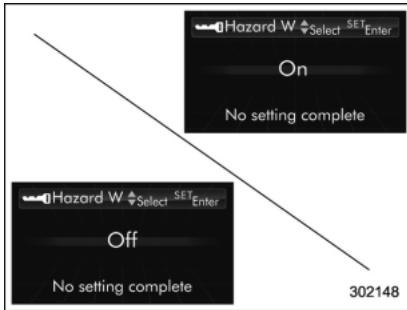 Hazard W Select SET Enter
On
No setting complete
Hazard W Select SET Enter
Off
No setting complete
302148